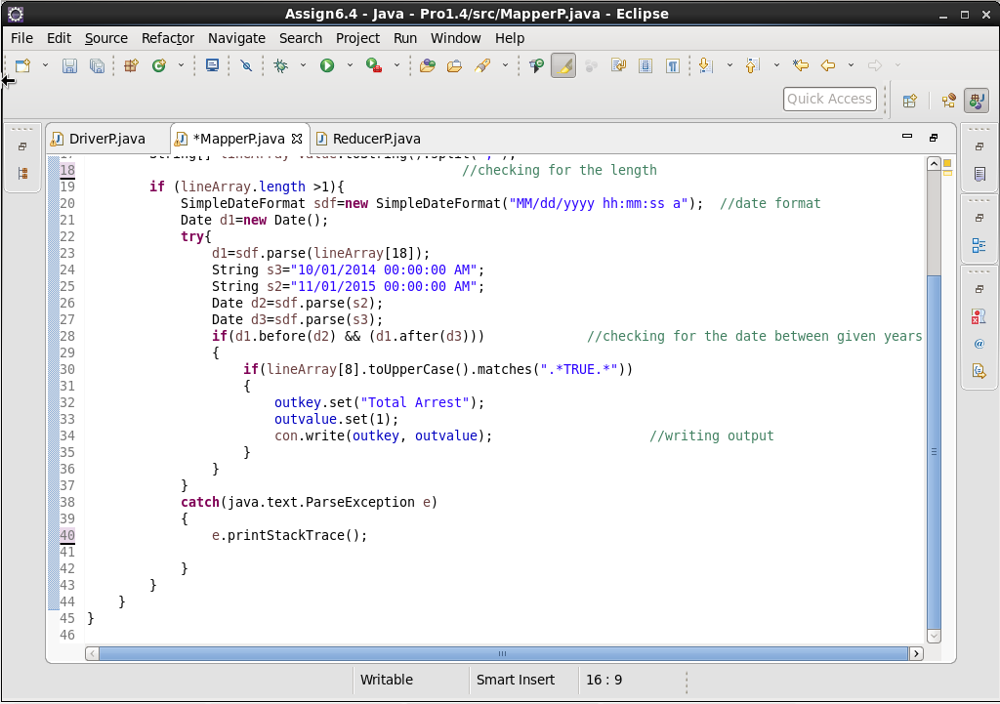 Assign6.4 - Java - Pro1.4/src/MapperP.java - Eclipse
File Edit Source Refactor Navigate Search Project Run Window Help
Quick Access
DriverP.java *MapperP.java ReducerP.java
17 String[] lineArray=value.toString().split(",");
18 //checking for the length
19 if (lineArray.length >1){
20 SimpleDateFormat sdf=new SimpleDateFormat("MM/dd/yyyy hh:mm:ss a"); //date format
21 Date d1=new Date();
22 try{
23 d1=sdf.parse(lineArray[18]);
24 String s3="10/01/2014 00:00:00 AM";
25 String s2="11/01/2015 00:00:00 AM";
26 Date d2=sdf.parse(s2);
27 Date d3=sdf.parse(s3);
28 if(d1.before(d2) && (d1.after(d3))) //checking for the date between given years
29 {
30 if(lineArray[8].toUpperCase().matches(".*TRUE.*"))
31 {
32 outkey.set("Total Arrest");
33 outvalue.set(1);
34 con.write(outkey, outvalue); //writing output
35 }
36 }
37 }
38 catch(java.text.ParseException e)
39 {
40 e.printStackTrace();
41
42 }
43 }
44 }
45 }
46
Writable Smart Insert 16 : 9